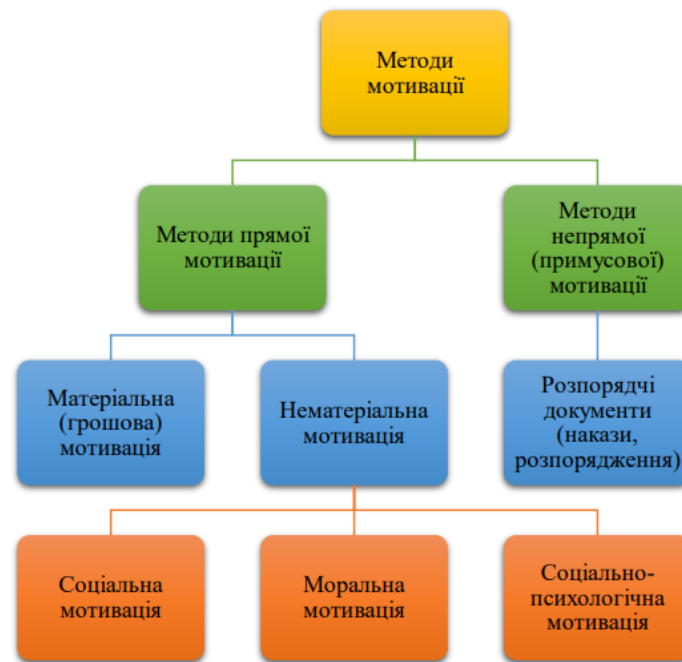 Методи
мотивації
Методи прямої
мотивації
Методи
непрямої
(примусової)
мотивації
Матеріальна
(грошова)
мотивація
Нематеріальна
мотивація
Розпорядчі
документи
(накази,
розпорядження)
Соціальна
мотивація
Моральна
мотивація
Соціально-
психологічна
мотивація